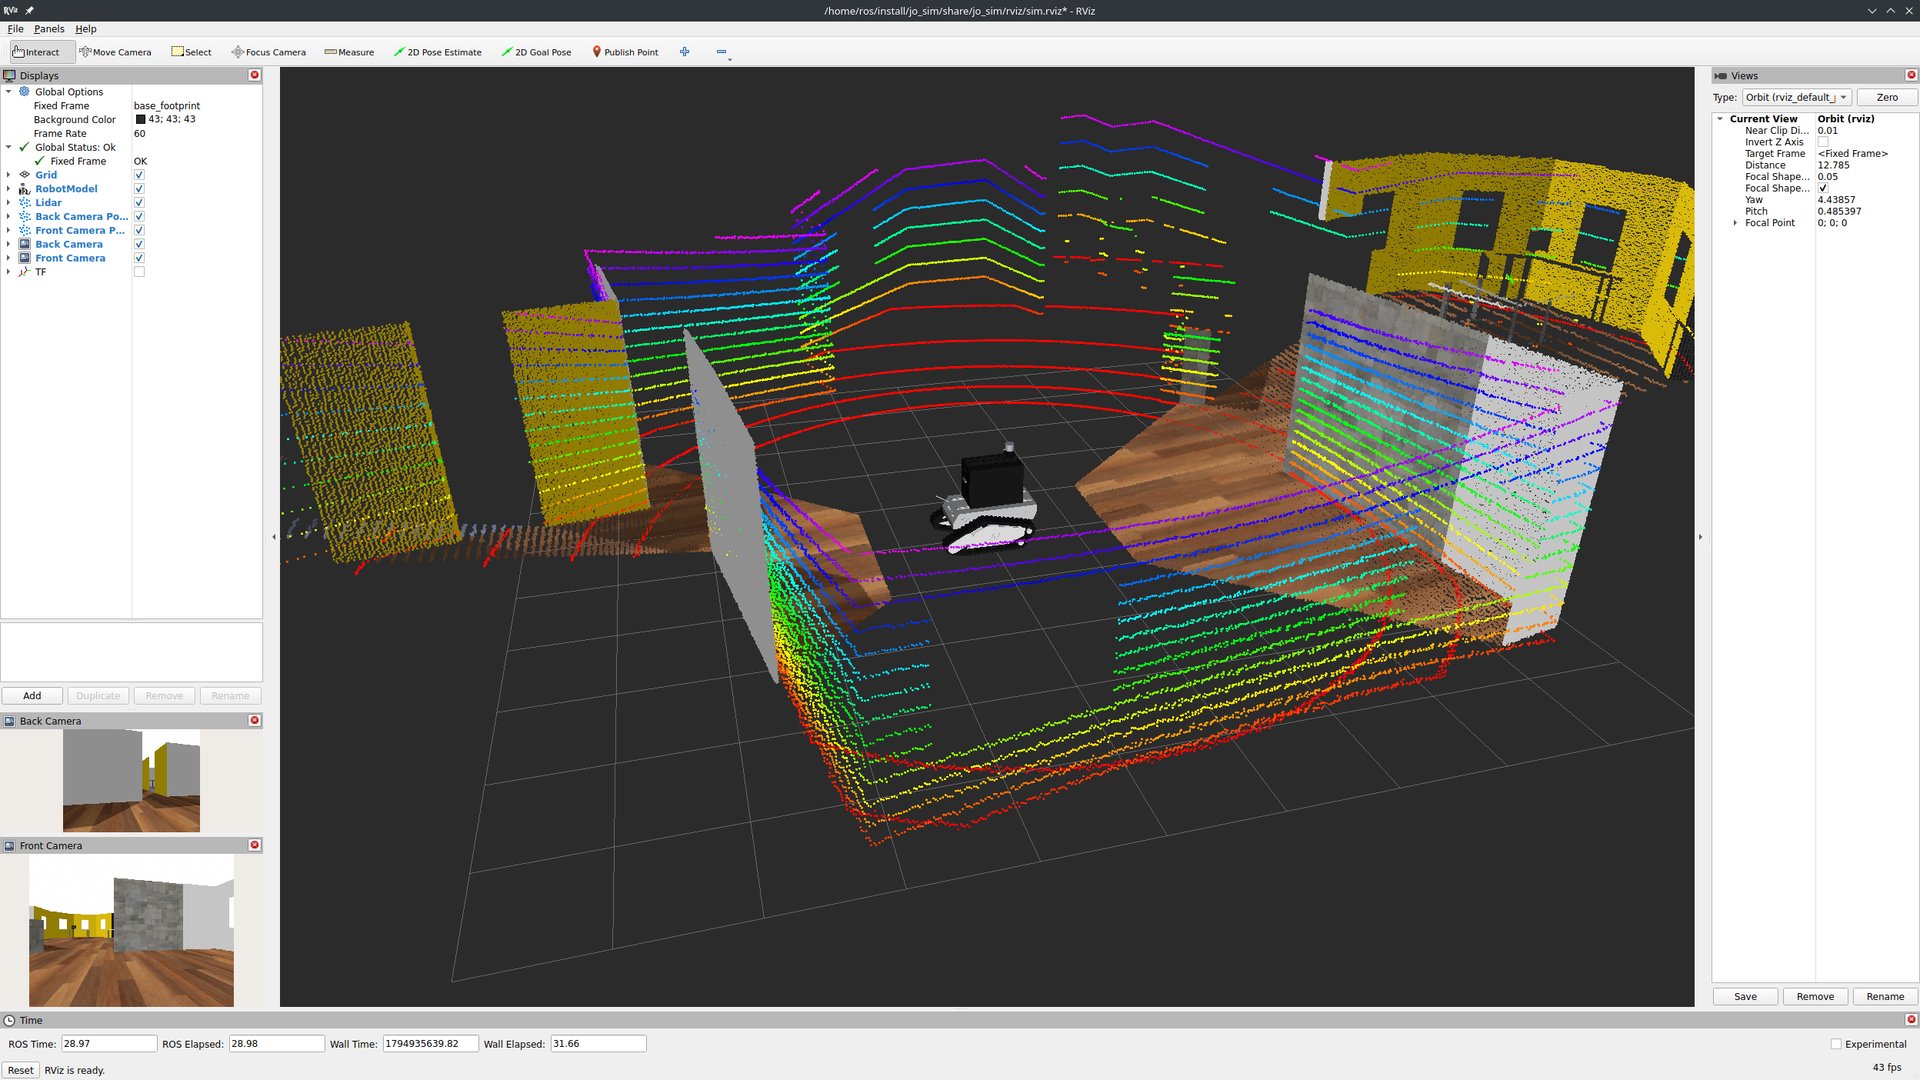 /home/ros/install/jo_sim/share/jo_sim/rviz/sim.rviz* - RViz
File Panels Help
Interact Move Camera Select Focus Camera Measure 2D Pose Estimate 2D Goal Pose Publish Point
Displays
Global Options
Fixed Frame base_footprint
Background Color 43; 43; 43
Frame Rate 60
Global Status: Ok
Fixed Frame OK
Grid
RobotModel
Lidar
Back Camera Po...
Front Camera P...
Back Camera
Front Camera
TF
Add Duplicate Remove Rename
Back Camera
Front Camera
Views
Type: Orbit (rviz_default_ Zero
Current View Orbit (rviz)
Near Clip Di... 0.01
Invert Z Axis
Target Frame <Fixed Frame>
Distance 12.785
Focal Shape... 0.05
Focal Shape...
Yaw 4.43857
Pitch 0.485397
Focal Point 0; 0; 0
Save Remove Rename
Time
ROS Time: 28.97 ROS Elapsed: 28.98 Wall Time: 1794935639.82 Wall Elapsed: 31.66 Experimental
Reset RViz is ready. 43 fps